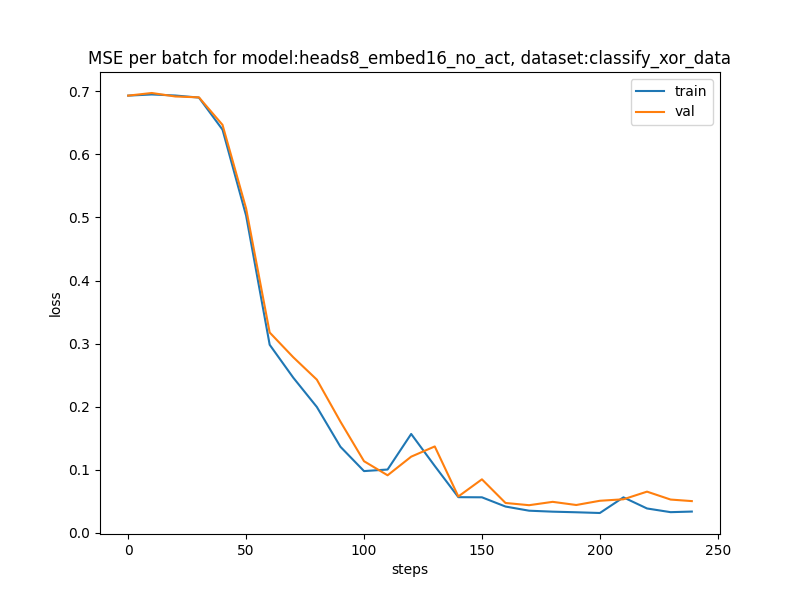 MSE per batch for model:heads8_embed16_no_act, dataset:classify_xor_data
train
val
0.7
0.6
0.5
0.4
0.3
0.2
0.1
0.0
loss
0 50 100 150 200 250
steps